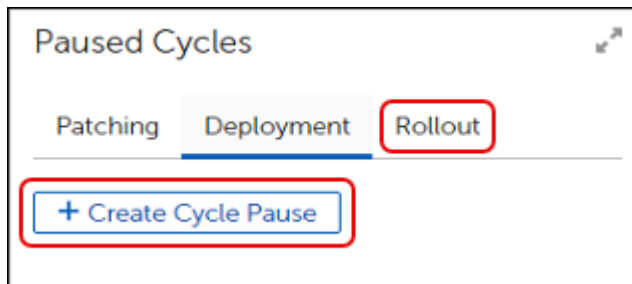 Paused Cycles
Patching Deployment Rollout
+ Create Cycle Pause